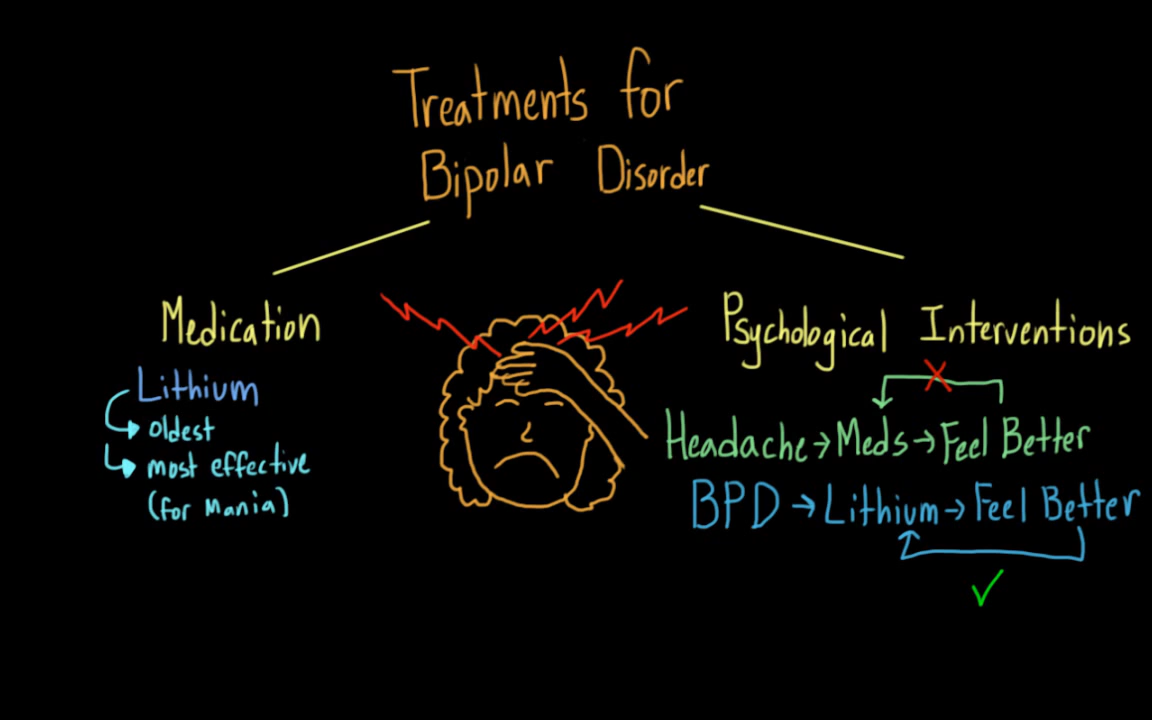 Treatments for
Bipolar Disorder
Medication
Lithium
oldest
most effective
(for Mania)
Psychological Interventions
Headache→Meds→Feel Better
BPD→Lithium→Feel Better